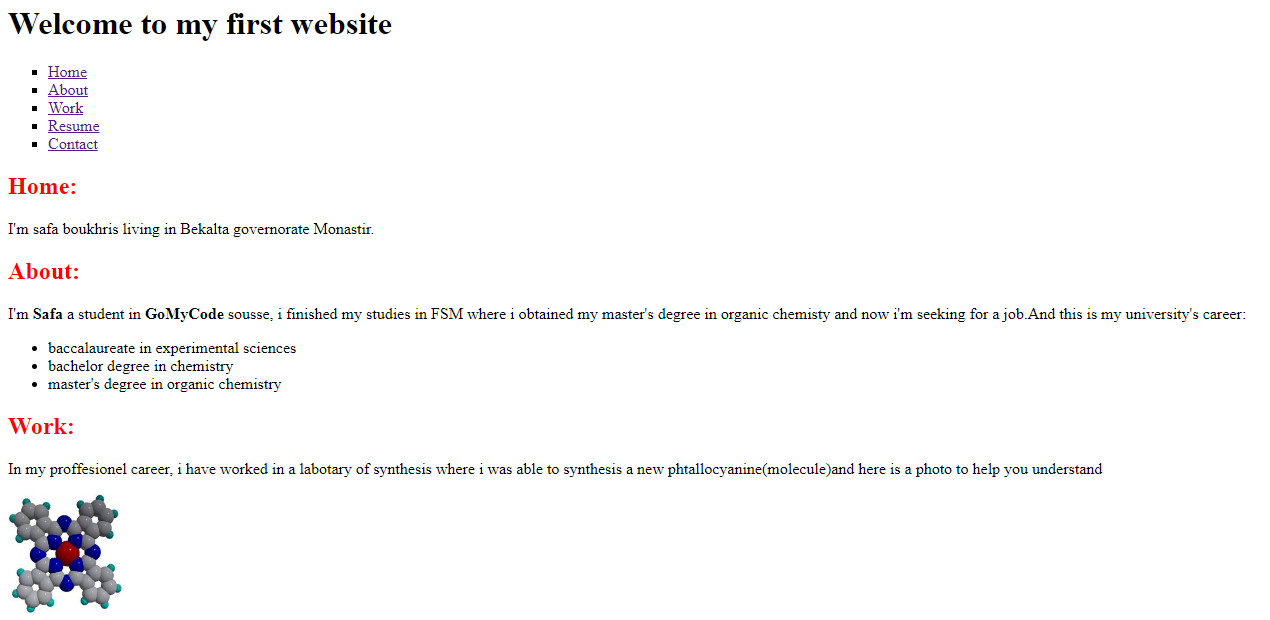 Welcome to my first website
Home
About
Work
Resume
Contact
Home:
I'm safa boukhris living in Bekalta governorate Monastir.
About:
I'm Safa a student in GoMyCode sousse, i finished my studies in FSM where i obtained my master's degree in organic chemisty and now i'm seeking for a job.And this is my university's career:
baccalaureate in experimental sciences
bachelor degree in chemistry
master's degree in organic chemistry
Work:
In my proffesionel career, i have worked in a labotary of synthesis where i was able to synthesis a new phtallocyanine(molecule)and here is a photo to help you understand